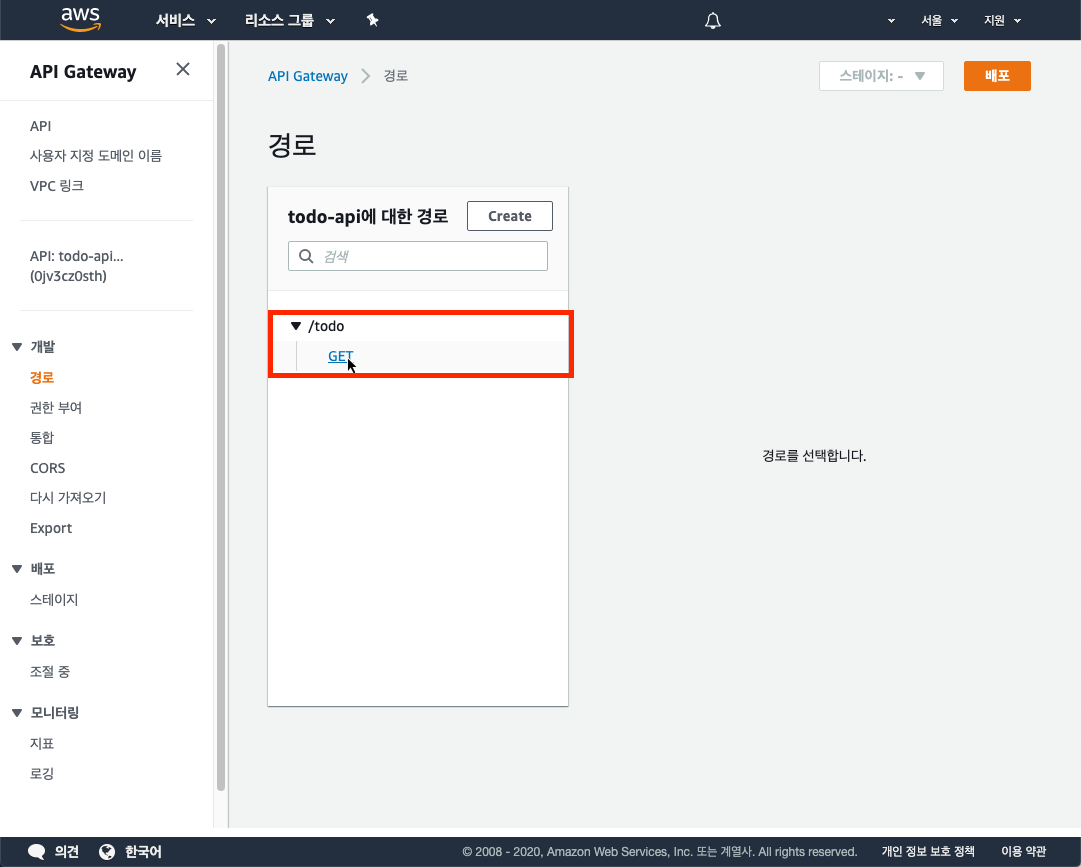 aws 서비스 리소스 그룹 서울 지원
API Gateway
API
사용자 지정 도메인 이름
VPC 링크
API: todo-api...
(0jv3cz0sth)
개발
경로
권한 부여
통합
CORS
다시 가져오기
Export
배포
스테이지
보호
조절 중
모니터링
지표
로깅
API Gateway 경로
스테이지: -
배포
경로
todo-api에 대한 경로
Create
검색
/todo
GET
경로를 선택합니다.
의견 한국어 © 2008 - 2020, Amazon Web Services, Inc. 또는 계열사. All rights reserved. 개인 정보 보호 정책 이용 약관